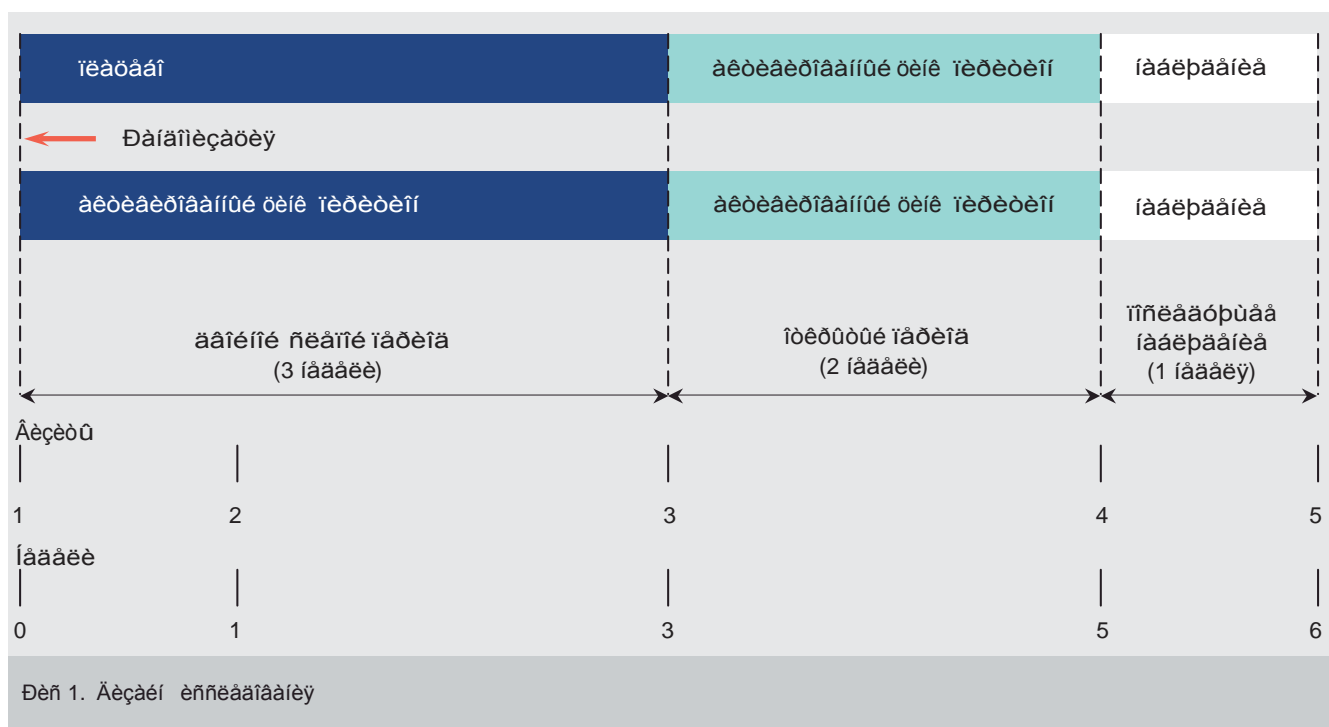 ïëàöåáî
àêòèâèðîâàííûé öèíê ïèðèòèîí
íàáëþäåíèå
Ðàíäîìèçàöèÿ
àêòèâèðîâàííûé öèíê ïèðèòèîí
àêòèâèðîâàííûé öèíê ïèðèòèîí
íàáëþäåíèå
äâîéíîé ñëåïîé ïåðèîä
(3 íåäåëè)
îòêðûòûé ïåðèîä
(2 íåäåëè)
ïîñëåäóþùåå
íàáëþäåíèå
(1 íåäåëÿ)
Âèçèòû
1 2 3 4 5
Íåäåëè
0 1 3 5 6
Ðèñ 1. Äèçàéí èññëåäîâàíèÿ